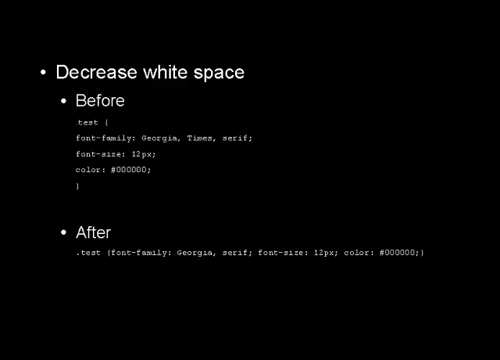 • Decrease white space
• Before
.test {
font-family: Georgia, Times, serif;
font-size: 12px;
color: #000000;
}
• After
.test {font-family: Georgia, serif; font-size: 12px; color: #000000;}